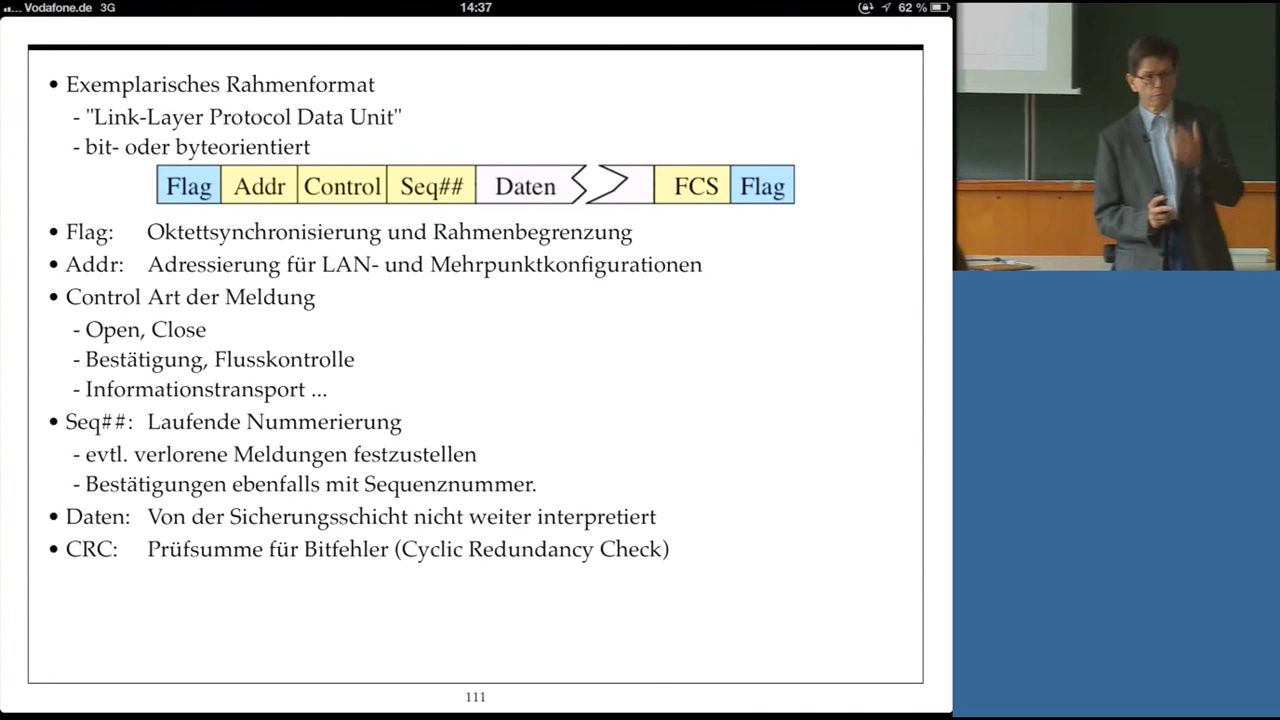 Vodafone.de 3G 14:37 62 %
• Exemplarisches Rahmenformat
- "Link-Layer Protocol Data Unit"
- bit- oder byteorientiert
Flag Addr Control Seq## Daten FCS Flag
• Flag: Oktettsynchronisierung und Rahmenbegrenzung
• Addr: Adressierung für LAN- und Mehrpunktkonfigurationen
• Control Art der Meldung
- Open, Close
- Bestätigung, Flusskontrolle
- Informationstransport ...
• Seq##: Laufende Nummerierung
- evtl. verlorene Meldungen festzustellen
- Bestätigungen ebenfalls mit Sequenznummer.
• Daten: Von der Sicherungsschicht nicht weiter interpretiert
• CRC: Prüfsumme für Bitfehler (Cyclic Redundancy Check)
111